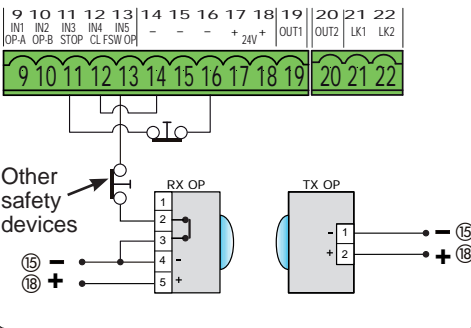 9 10 11 12 13 14 15 16 17 18 19 20 21 22
IN1 IN2 IN3 IN4 IN5 - - - + + OUT1 OUT2 LK1 LK2
OP-A OP-B STOP CL FSW OP 24V
9 10 11 12 13 14 15 16 17 18 19 20 21 22
Other
safety
devices
RX OP
1
2
3
4 -
5 +
⑮ -
⑱ +
TX OP
- 1
+ 2
- ⑮
+ ⑱